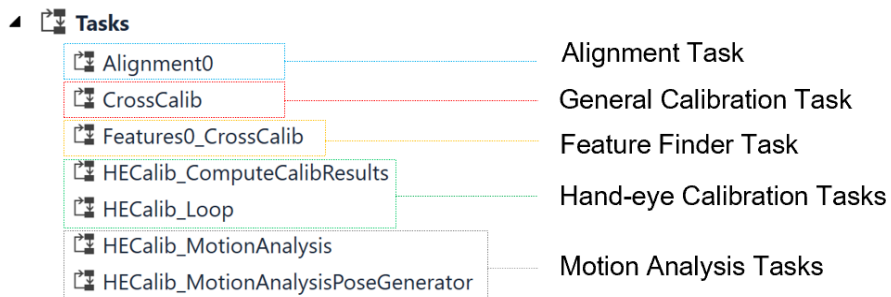 Tasks
Alignment0
Alignment Task
CrossCalib
General Calibration Task
Features0_CrossCalib
Feature Finder Task
HECalib_ComputeCalibResults
HECalib_Loop
Hand-eye Calibration Tasks
HECalib_MotionAnalysis
HECalib_MotionAnalysisPoseGenerator
Motion Analysis Tasks